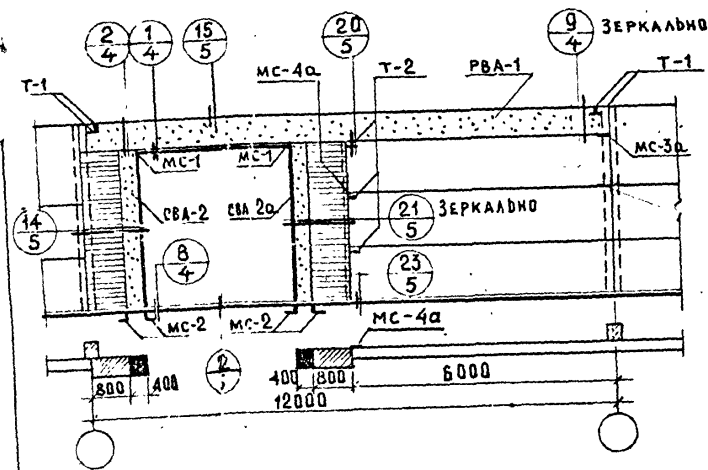 2/4
1/4
15/5
20/5
9/4 ЗЕРКАЛЬНО
Т-1
МС-4а
Т-2
РВА-1
Т-1
МС-1
МС-1
МС-3а
СВА-2
СВА 2а
14/5
21/5 ЗЕРКАЛЬНО
8/4
23/5
МС-2
МС-2
МС-4а
800
400
400
800
6000
12000